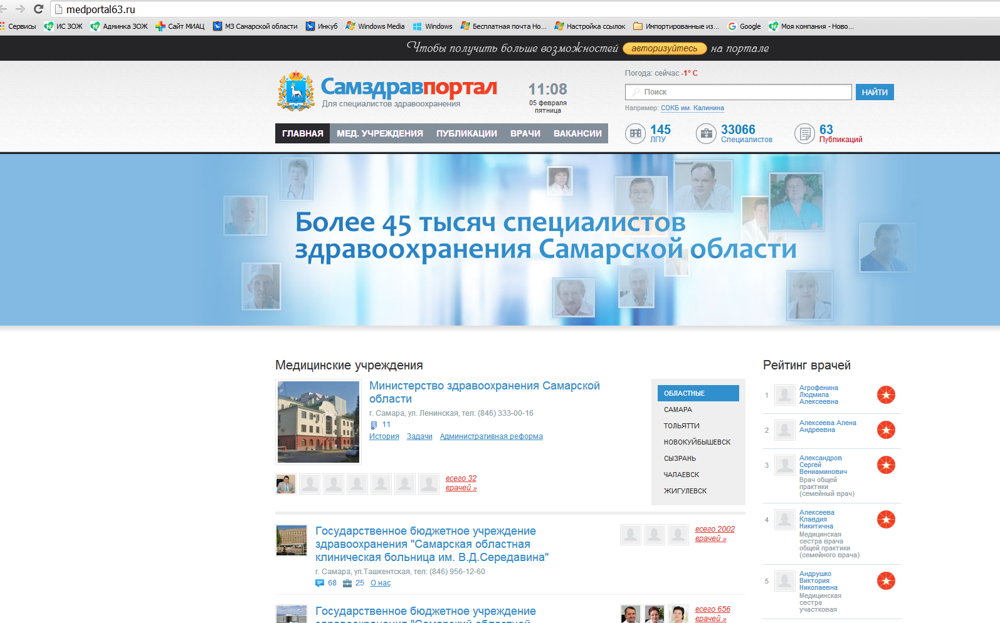 medportal63.ru
Сервисы ИС ЗОЖ Админка ЗОЖ Сайт МИАЦ МЗ Самарской области Инкуб Windows Media Windows Бесплатная почта Но... Настройка ссылок Импортированные из... Google Моя компания - Ново...
Чтобы получить больше возможностей авторизуйтесь на портале
Самздравпортал
Для специалистов здравоохранения
11:08
05 февраля
пятница
Погода: сейчас -1° C
Поиск
НАЙТИ
Например: СОКБ им. Калинина
ГЛАВНАЯ МЕД. УЧРЕЖДЕНИЯ ПУБЛИКАЦИИ ВРАЧИ ВАКАНСИИ
145
ЛПУ
33066
Специалистов
63
Публикаций
Более 45 тысяч специалистов
здравоохранения Самарской области
Медицинские учреждения
Министерство здравоохранения Самарской
области
г. Самара, ул. Ленинская, тел: (846) 333-00-16
11
История Задачи Административная реформа
всего 32
врачей »
ОБЛАСТНЫЕ
САМАРА
ТОЛЬЯТТИ
НОВОКУЙБЫШЕВСК
СЫЗРАНЬ
ЧАПАЕВСК
ЖИГУЛЕВСК
Государственное бюджетное учреждение
здравоохранения "Самарская областная
клиническая больница им. В.Д.Середавина"
г. Самара, ул.Ташкентская, тел: (846) 956-12-60
68 25 О нас
всего 2002
врачей »
Государственное бюджетное учреждение
здравоохранения "Самарский областной
всего 656
врачей »
Рейтинг врачей
1
Агрофенина
Людмила
Алексеевна
2
Алексеева Алена
Андреевна
3
Александров
Сергей
Вениаминович
Врач общей
практики
(семейный врач)
4
Алексеева
Клавдия
Никитична
Медицинская
сестра врача
общей практики
(семейного врача)
5
Андрушко
Виктория
Николаевна
Медицинская
сестра
участковая